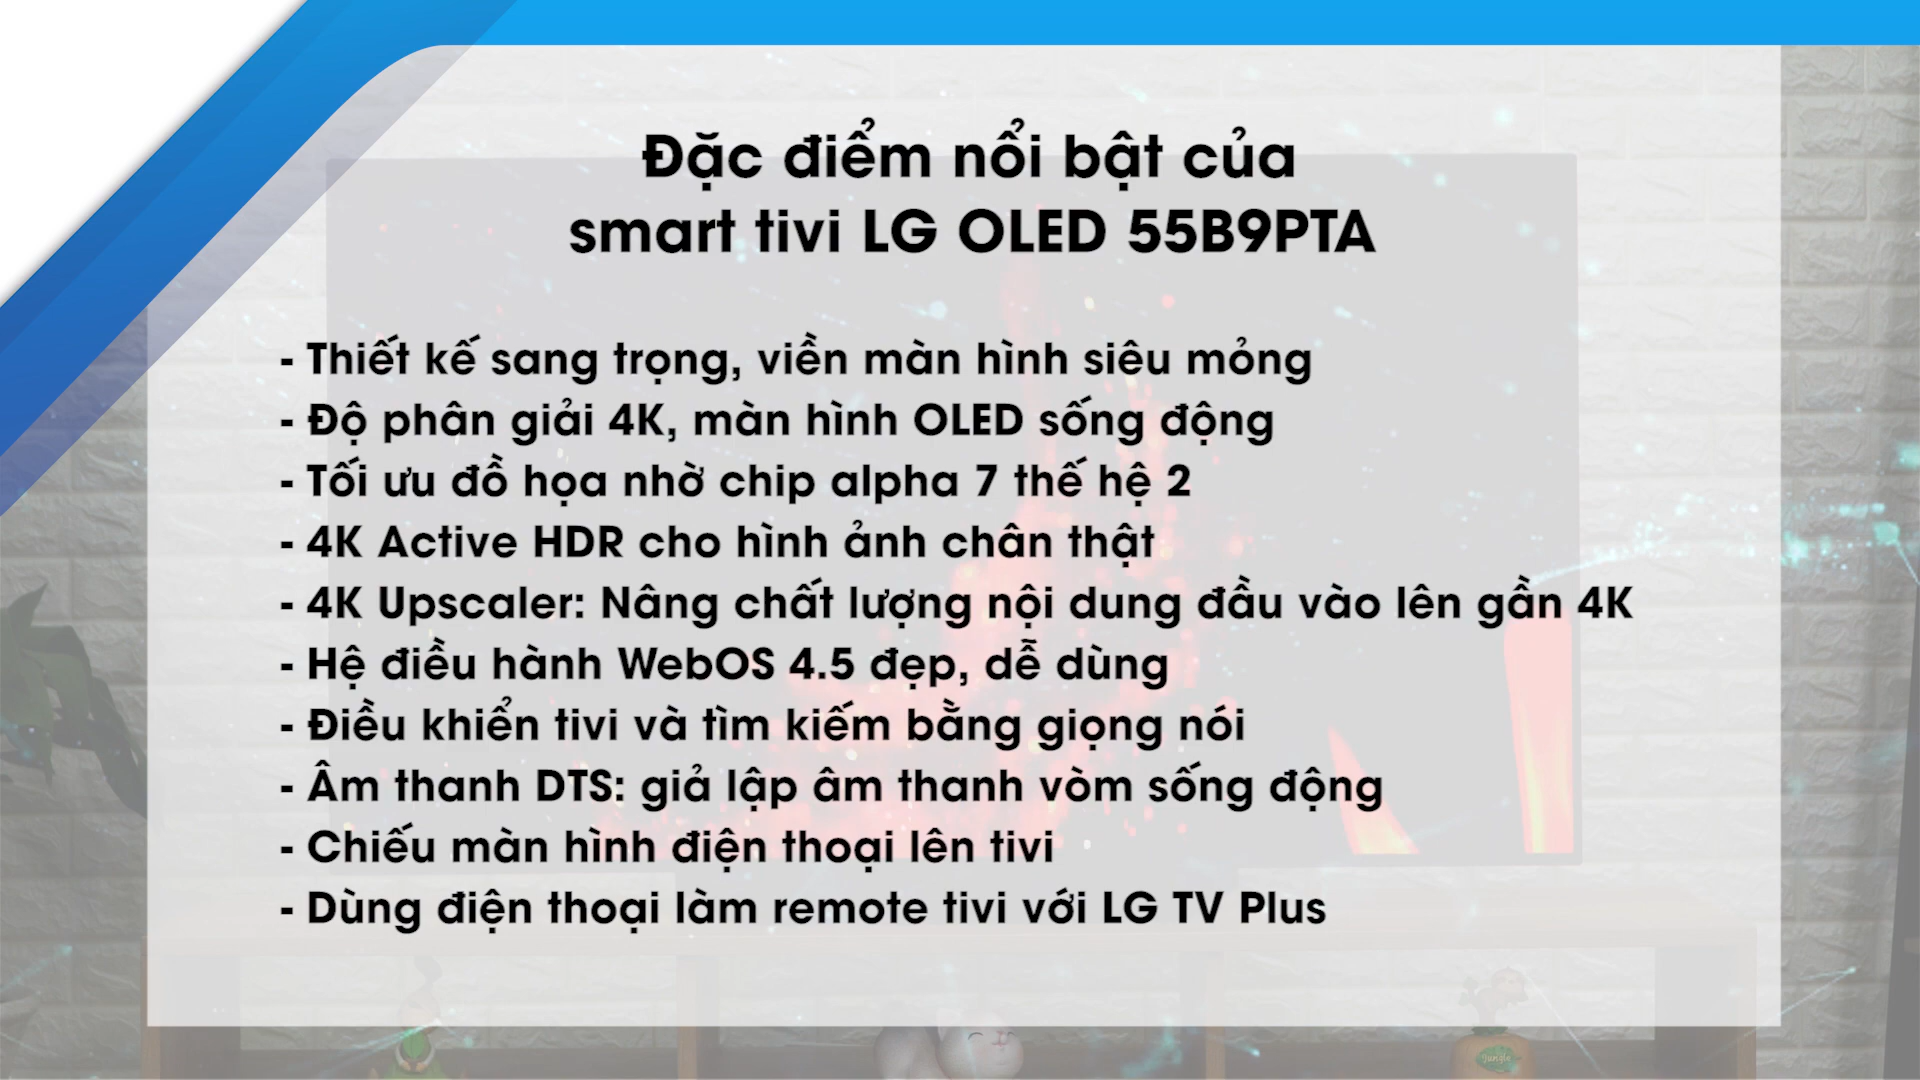 Đặc điểm nổi bật của
smart tivi LG OLED 55B9PTA
- Thiết kế sang trọng, viền màn hình siêu mỏng
- Độ phân giải 4K, màn hình OLED sống động
- Tối ưu đồ họa nhờ chip alpha 7 thế hệ 2
- 4K Active HDR cho hình ảnh chân thật
- 4K Upscaler: Nâng chất lượng nội dung đầu vào lên gần 4K
- Hệ điều hành WebOS 4.5 đẹp, dễ dùng
- Điều khiển tivi và tìm kiếm bằng giọng nói
- Âm thanh DTS: giả lập âm thanh vòm sống động
- Chiếu màn hình điện thoại lên tivi
- Dùng điện thoại làm remote tivi với LG TV Plus
Jungle